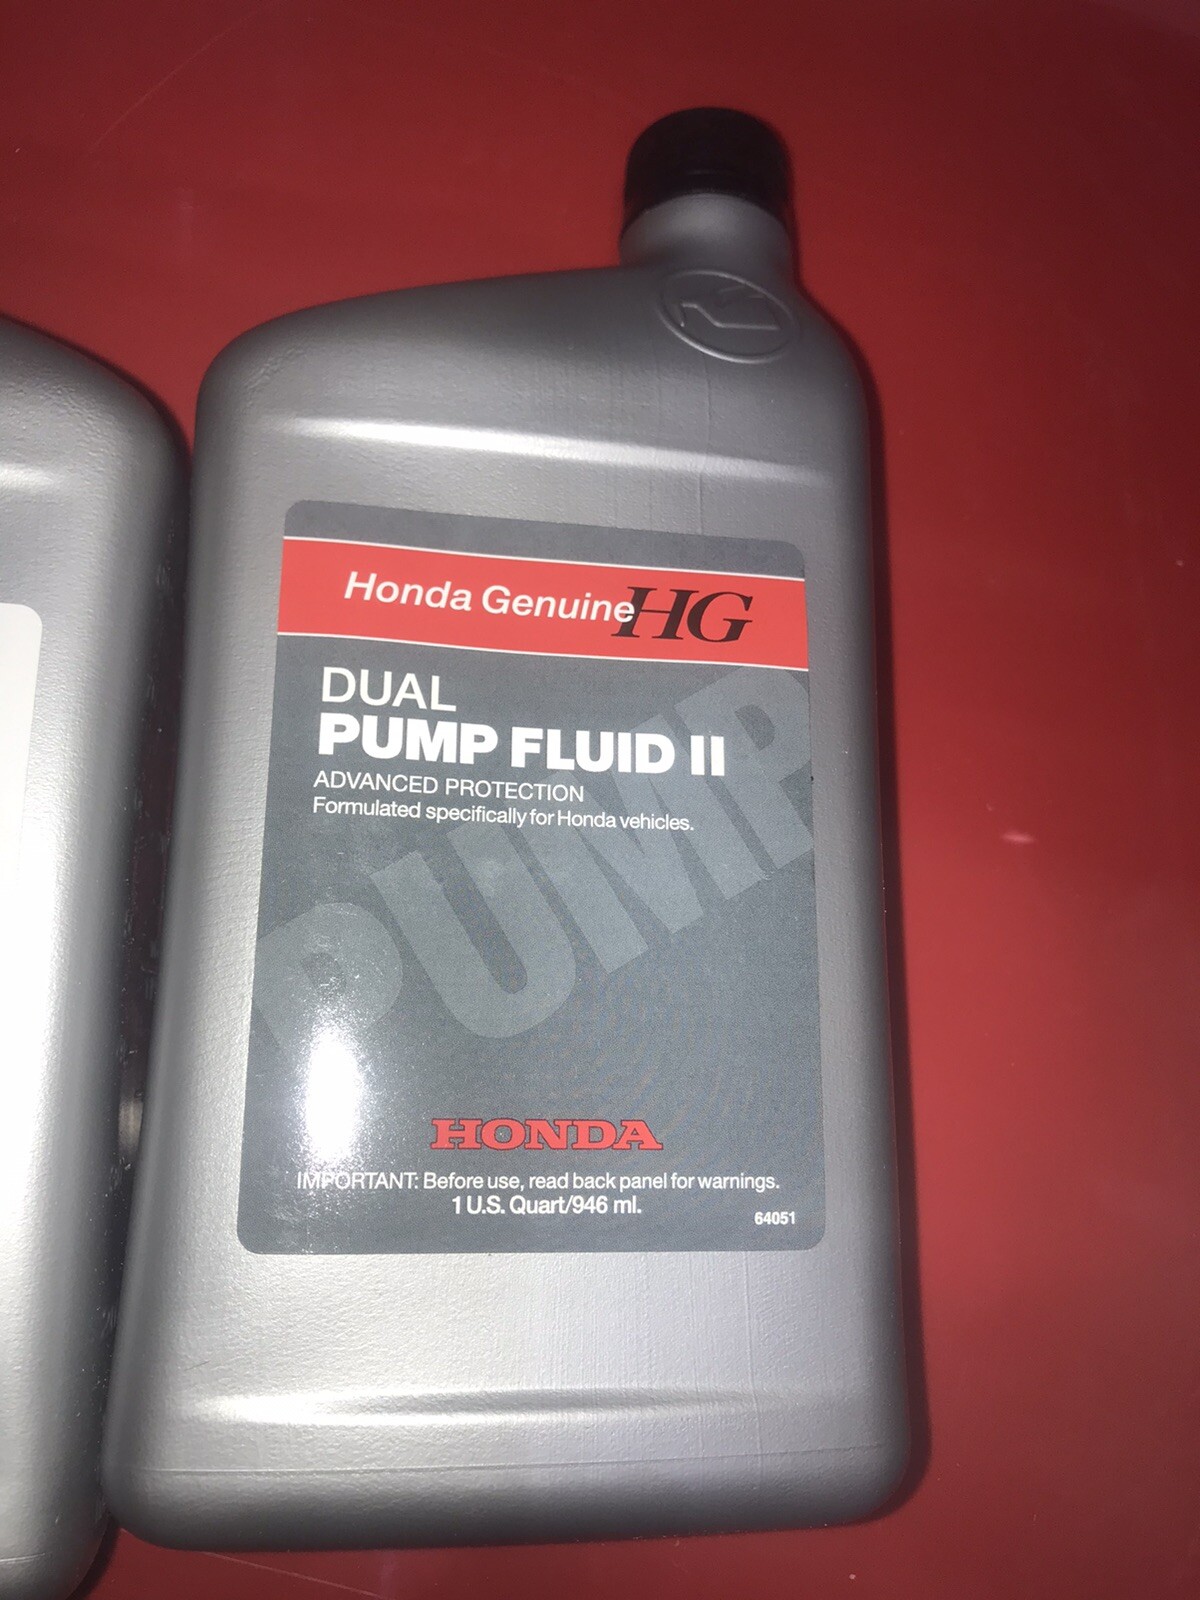 Honda Genuine HG
DUAL
PUMP FLUID II
ADVANCED PROTECTION
Formulated specifically for Honda vehicles.
PUMP
HONDA
IMPORTANT: Before use, read back panel for warnings.
1 U.S. Quart/946 ml.
64051